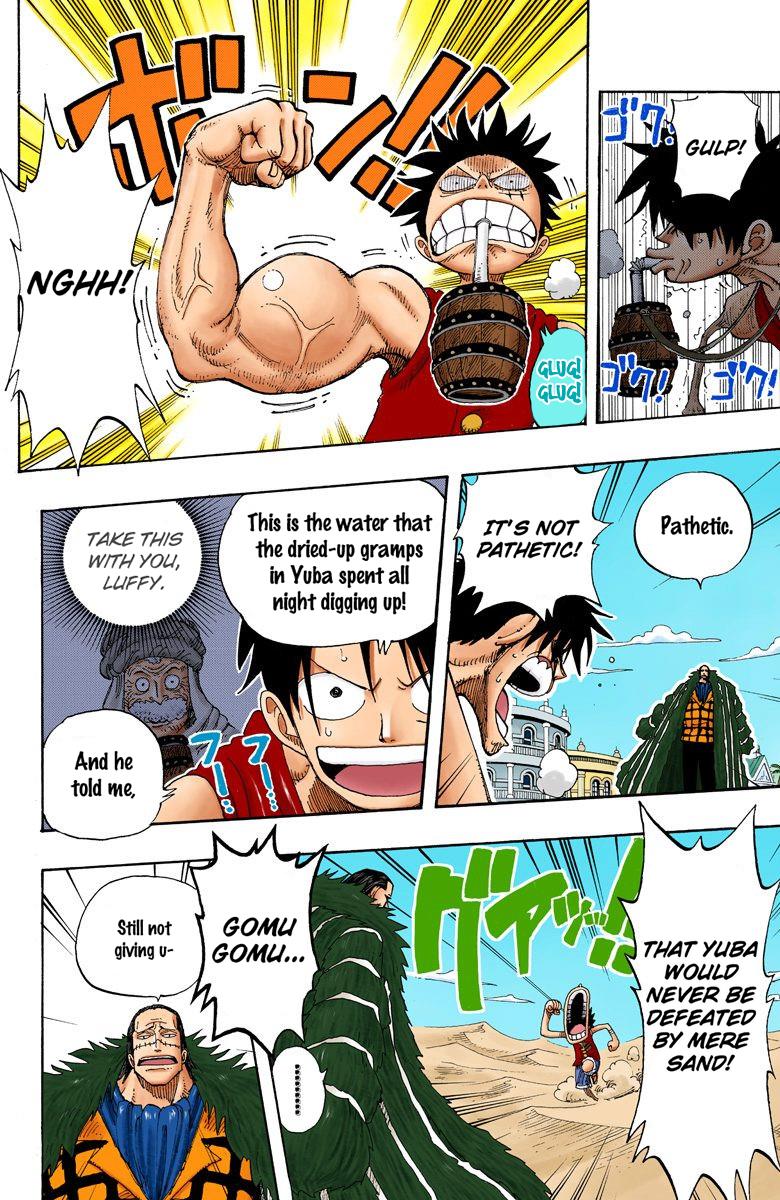 ゴク!
GULP!
ゴク!
ゴク!
ボンッ!!
NGHH!
GLUG!
GLUG!
Pathetic.
IT'S NOT
PATHETIC!
This is the water that
the dried-up gramps
in Yuba spent all
night digging up!
TAKE THIS
WITH YOU,
LUFFY.
And he
told me,
フー…
フー…
THAT YUBA
WOULD
NEVER BE
DEFEATED
BY MERE
SAND!
グアッ!!
..........
GOMU
GOMU...
Still not
giving u-